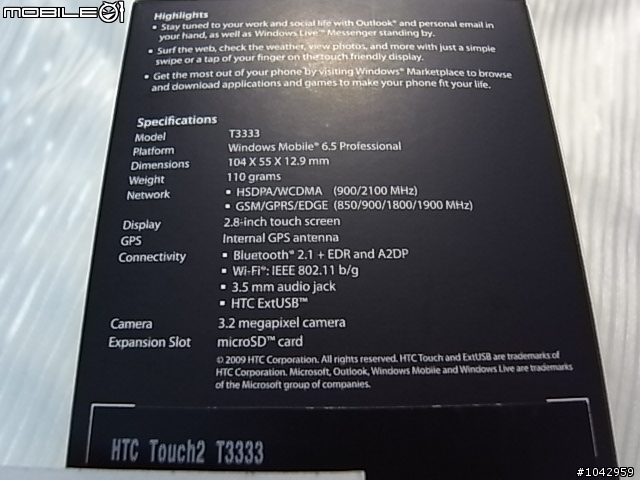 MOBILE01
Highlights
• Stay tuned to your work and social life with Outlook® and personal email in
your hand, as well as Windows Live™ Messenger standing by.
• Surf the web, check the weather, view photos, and more with just a simple
swipe or a tap of your finger on the touch friendly display.
• Get the most out of your phone by visiting Windows® Marketplace to browse
and download applications and games to make your phone fit your life.
Specifications
Model T3333
Platform Windows Mobile® 6.5 Professional
Dimensions 104 X 55 X 12.9 mm
Weight 110 grams
Network ▪ HSDPA/WCDMA (900/2100 MHz)
▪ GSM/GPRS/EDGE (850/900/1800/1900 MHz)
Display 2.8-inch touch screen
GPS Internal GPS antenna
Connectivity ▪ Bluetooth® 2.1 + EDR and A2DP
▪ Wi-Fi®: IEEE 802.11 b/g
▪ 3.5 mm audio jack
▪ HTC ExtUSB™
Camera 3.2 megapixel camera
Expansion Slot microSD™ card
© 2009 HTC Corporation. All rights reserved. HTC Touch and ExtUSB are trademarks of
HTC Corporation. Microsoft, Outlook, Windows Mobile and Windows Live are trademarks
of the Microsoft group of companies.
HTC Touch2 T3333
#1042959